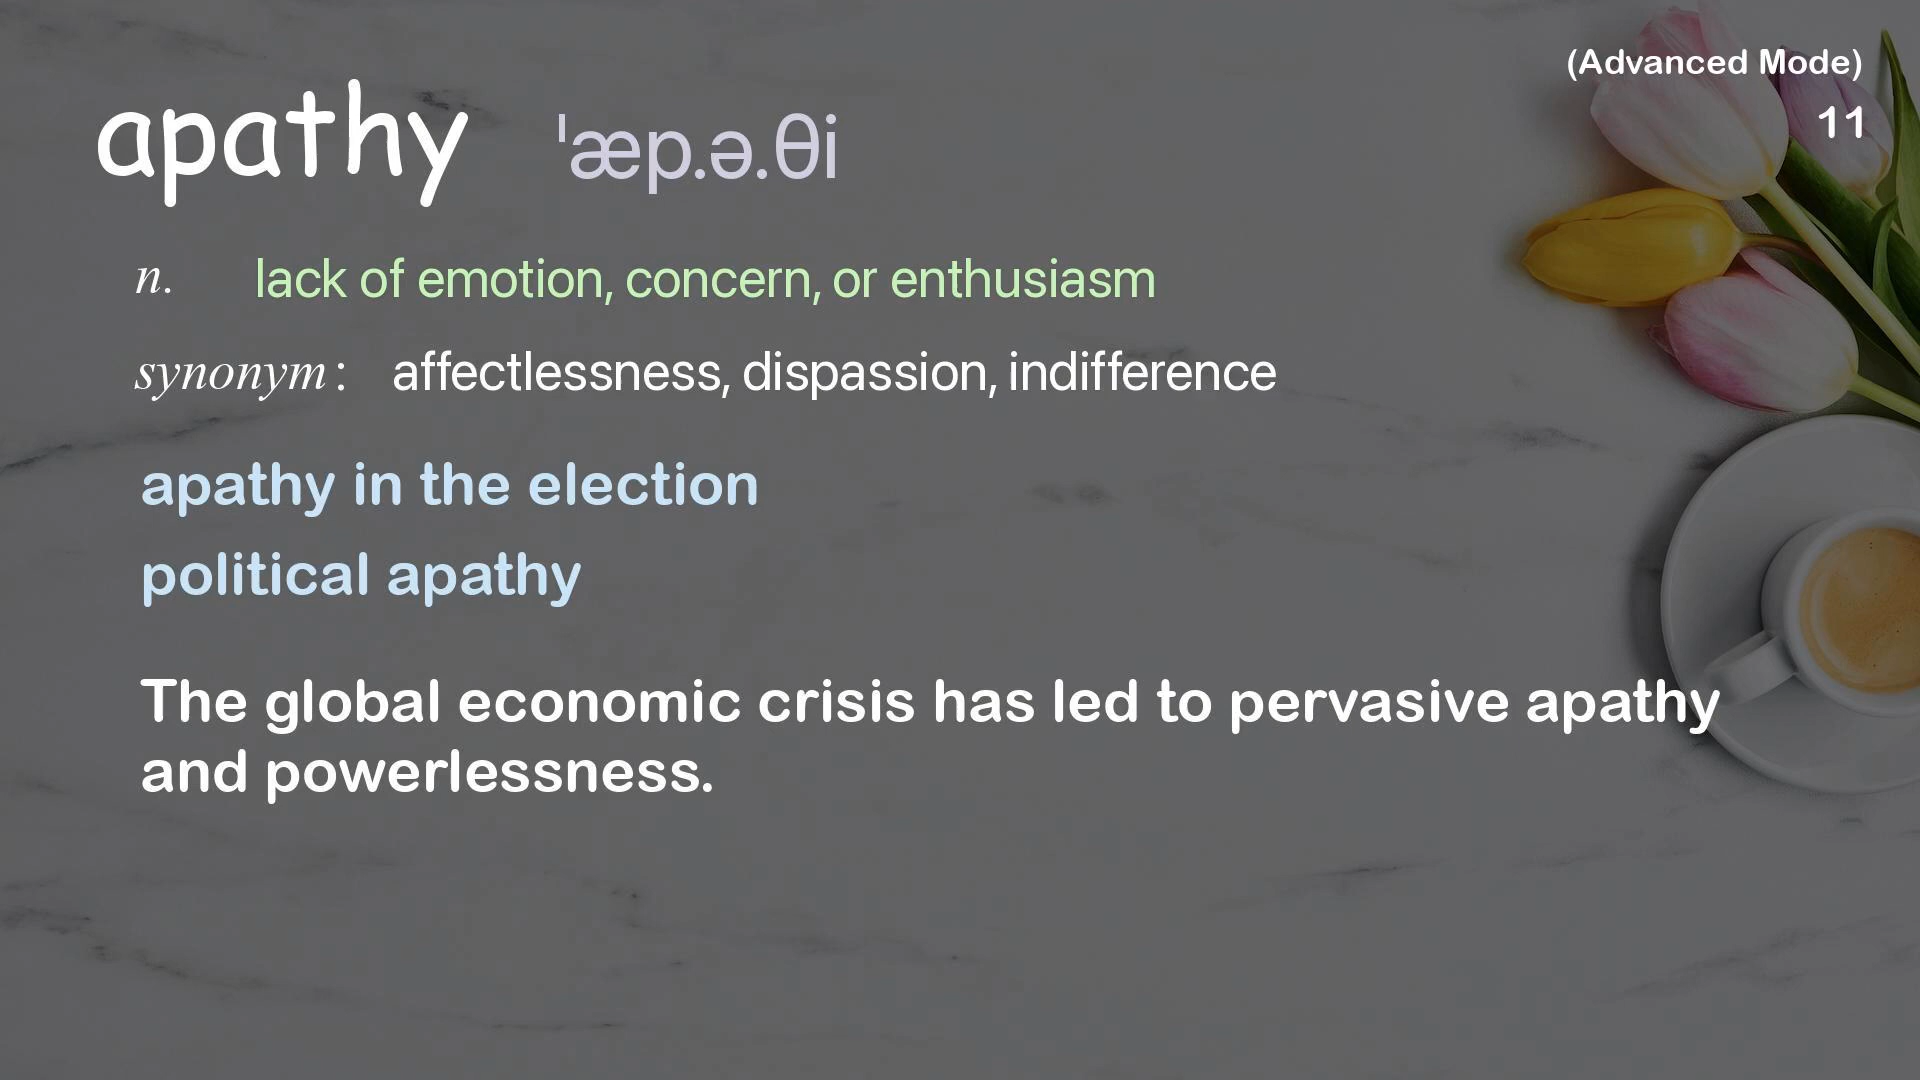 (Advanced Mode)
11
apathy ˈæp.ə.θi
n. lack of emotion, concern, or enthusiasm
synonym : affectlessness, dispassion, indifference
apathy in the election
political apathy
The global economic crisis has led to pervasive apathy
and powerlessness.